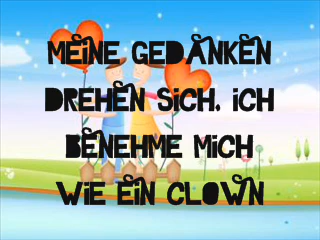 MEINE GEDANKEN
DREHEN SICH, ICH
BENEHME MICH
WIE EIN CLOWN